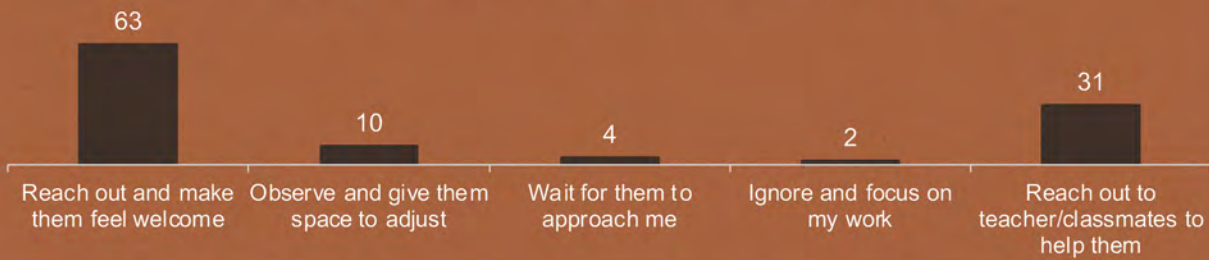 63
10
4
2
31
Reach out and make
them feel welcome
Observe and give them
space to adjust
Wait for them to
approach me
Ignore and focus on
my work
Reach out to
teacher/classmates to
help them